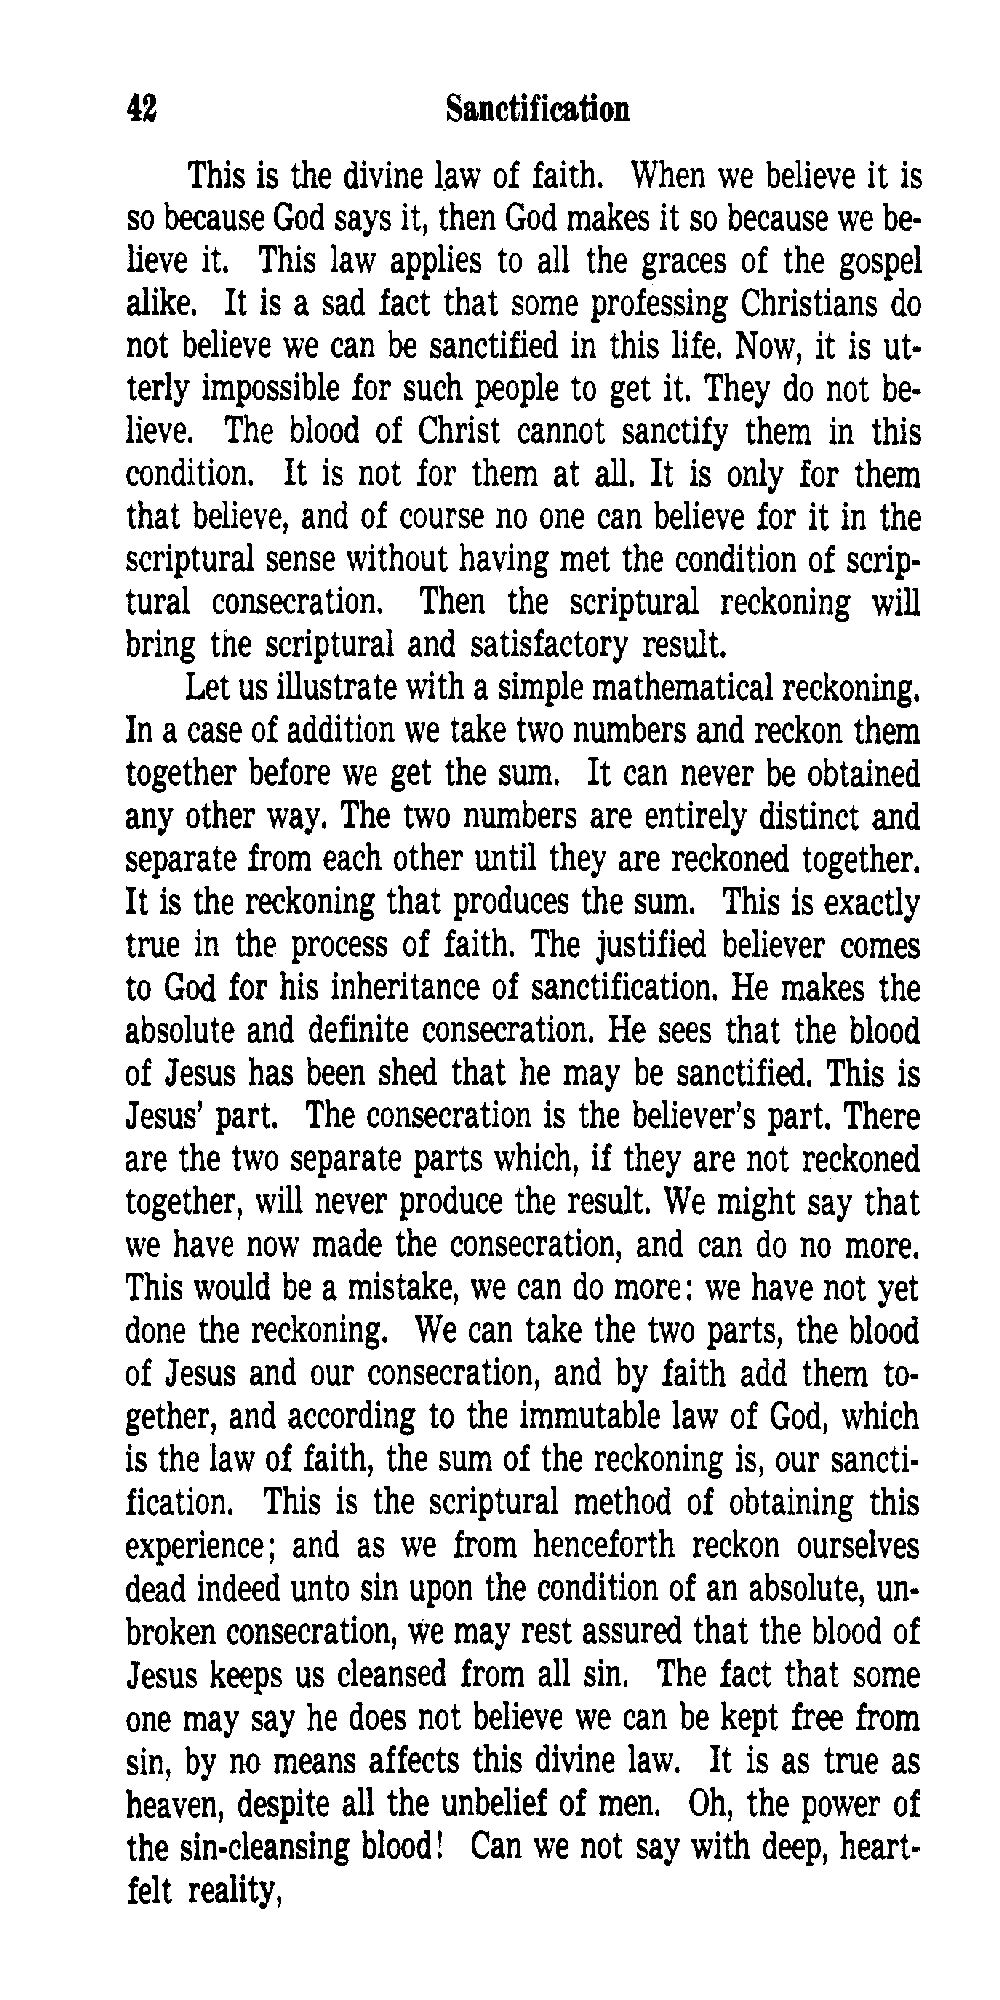 42 Sanctification
This is the divine law of faith. When we believe it is
so because God says it, then God makes it so because we be-
lieve it. This law applies to all the graces of the gospel
alike. It is a sad fact that some professing Christians do
not believe we can be sanctified in this life. Now, it is ut-
terly impossible for such people to get it. They do not be-
lieve. The blood of Christ cannot sanctify them in this
condition. It is not for them at all. It is only for them
that believe, and of course no one can believe for it in the
scriptural sense without having met the condition of scrip-
tural consecration. Then the scriptural reckoning will
bring the scriptural and satisfactory result.
Let us illustrate with a simple mathematical reckoning.
In a case of addition we take two numbers and reckon them
together before we get the sum. It can never be obtained
any other way. The two numbers are entirely distinct and
separate from each other until they are reckoned together.
It is the reckoning that produces the sum. This is exactly
true in the process of faith. The justified believer comes
to God for his inheritance of sanctification. He makes the
absolute and definite consecration. He sees that the blood
of Jesus has been shed that he may be sanctified. This is
Jesus' part. The consecration is the believer's part. There
are the two separate parts which, if they are not reckoned
together, will never produce the result. We might say that
we have now made the consecration, and can do no more.
This would be a mistake, we can do more: we have not yet
done the reckoning. We can take the two parts, the blood
of Jesus and our consecration, and by faith add them to-
gether, and according to the immutable law of God, which
is the law of faith, the sum of the reckoning is, our sancti-
fication. This is the scriptural method of obtaining this
experience; and as we from henceforth reckon ourselves
dead indeed unto sin upon the condition of an absolute, un-
broken consecration, we may rest assured that the blood of
Jesus keeps us cleansed from all sin. The fact that some
one may say he does not believe we can be kept free from
sin, by no means affects this divine law. It is as true as
heaven, despite all the unbelief of men. Oh, the power of
the sin-cleansing blood! Can we not say with deep, heart-
felt reality,